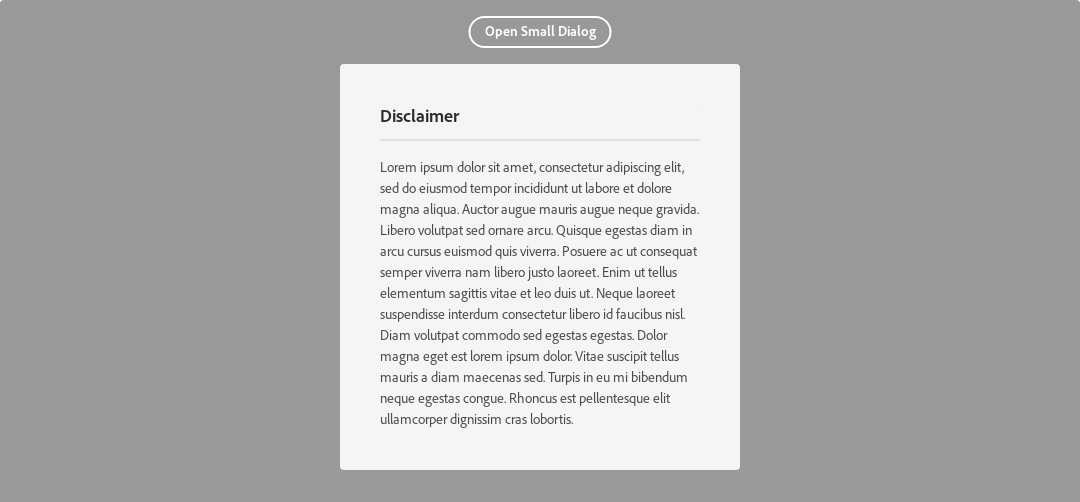 Open Small Dialog
Disclaimer
Lorem ipsum dolor sit amet, consectetur adipiscing elit,
sed do eiusmod tempor incididunt ut labore et dolore
magna aliqua. Auctor augue mauris augue neque gravida.
Libero volutpat sed ornare arcu. Quisque egestas diam in
arcu cursus euismod quis viverra. Posuere ac ut consequat
semper viverra nam libero justo laoreet. Enim ut tellus
elementum sagittis vitae et leo duis ut. Neque laoreet
suspendisse interdum consectetur libero id faucibus nisl.
Diam volutpat commodo sed egestas egestas. Dolor
magna eget est lorem ipsum dolor. Vitae suscipit tellus
mauris a diam maecenas sed. Turpis in eu mi bibendum
neque egestas congue. Rhoncus est pellentesque elit
ullamcorper dignissim cras lobortis.